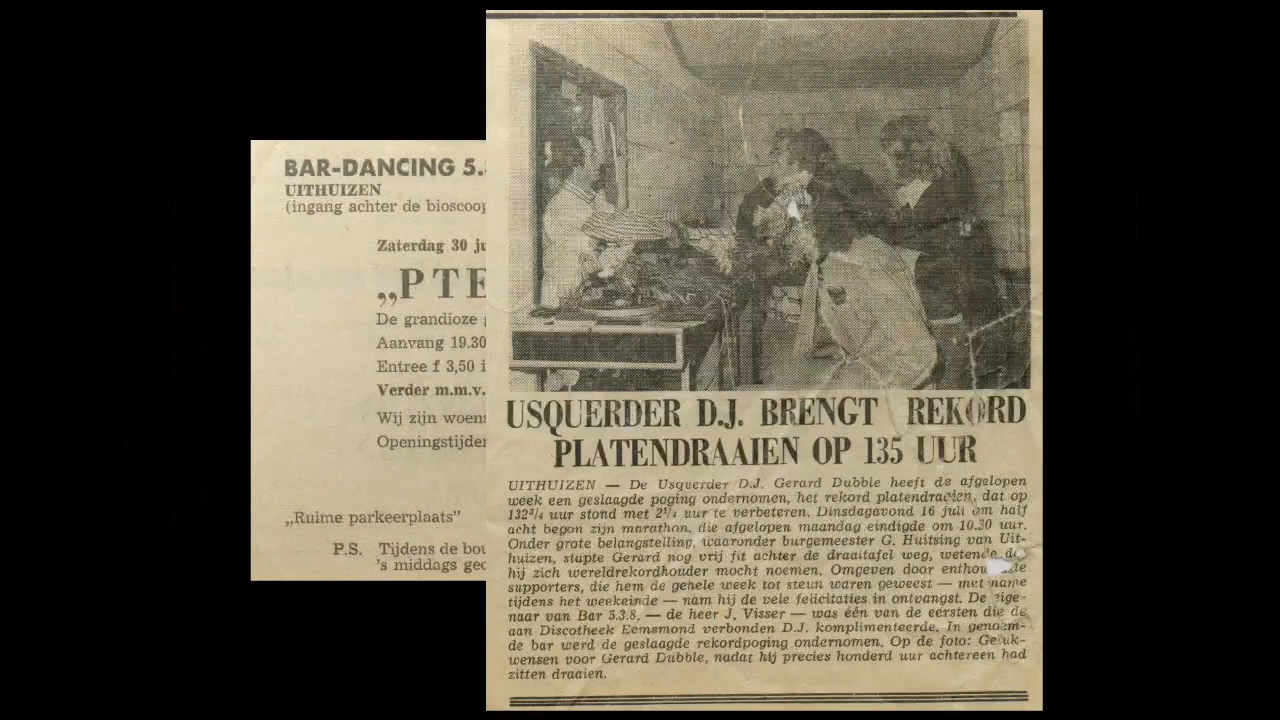 BAR-DANCING 5.
UITHUIZEN
(ingang achter de bioscoop
Zaterdag 30 ju
„PTE
De grandioze
Aanvang 19.30
Entree f 3,50 i
Verder m.m.v.
Wij zijn woens
Openingstijden
„Ruime parkeerplaats”
P.S. Tijdens de bou
's middags geo
USQUERDER D.J. BRENGT REKORD
PLATENDRAAIEN OP 135 UUR
UITHUIZEN — De Usquerder D.J. Gerard Dubble heeft de afgelopen
week een geslaagde poging ondernomen, het rekord platendraaien, dat op
132³/₄ uur stond met 2¹/₄ uur te verbeteren. Dinsdagavond 16 juli om half
acht begon zijn marathon, die afgelopen maandag eindigde om 10.30 uur.
Onder grote belangstelling, waaronder burgemeester G. Huitsing van Uit-
huizen, stapte Gerard nog vrij fit achter de draaitafel weg, wetende dat
hij zich wereldrekordhouder mocht noemen. Omgeven door enthousiaste
supporters, die hem de gehele week tot steun waren geweest — met name
tijdens het weekeinde — nam hij de vele felicitaties in ontvangst. De eige-
naar van Bar 5.3.8. — de heer J. Visser — was één van de eersten die de
aan Discotheek Eemsmond verbonden D.J. komplimenteerde. In genoem-
de bar werd de geslaagde rekordpoging ondernomen. Op de foto: Geluk-
wensen voor Gerard Dubble, nadat hij precies honderd uur achtereen had
zitten draaien.